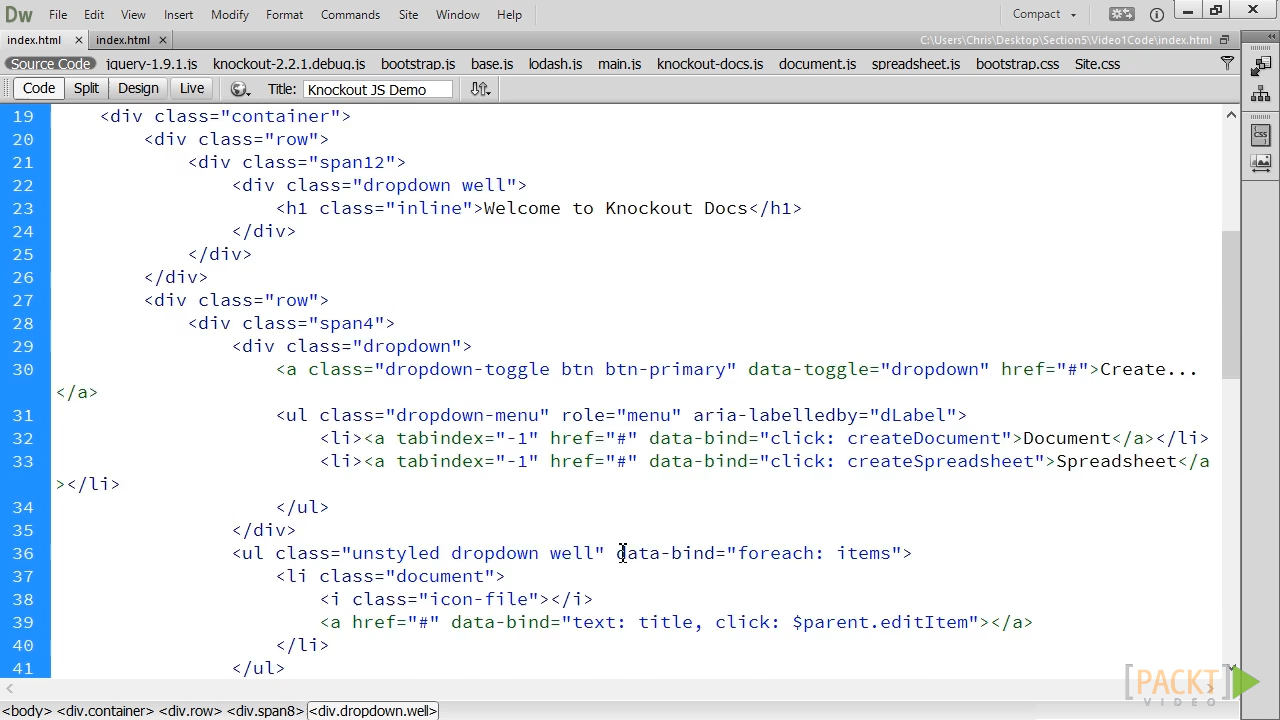 Dw File Edit View Insert Modify Format Commands Site Window Help Compact
index.html × index.html × C:\Users\Chris\Desktop\Section5\Video1Code\index.html
Source Code jquery-1.9.1.js knockout-2.2.1.debug.js bootstrap.js base.js lodash.js main.js knockout-docs.js document.js spreadsheet.js bootstrap.css Site.css
Code Split Design Live Title: Knockout JS Demo
19 <div class="container">
20 <div class="row">
21 <div class="span12">
22 <div class="dropdown well">
23 <h1 class="inline">Welcome to Knockout Docs</h1>
24 </div>
25 </div>
26 </div>
27 <div class="row">
28 <div class="span4">
29 <div class="dropdown">
30 <a class="dropdown-toggle btn btn-primary" data-toggle="dropdown" href="#">Create...
</a>
31 <ul class="dropdown-menu" role="menu" aria-labelledby="dLabel">
32 <li><a tabindex="-1" href="#" data-bind="click: createDocument">Document</a></li>
33 <li><a tabindex="-1" href="#" data-bind="click: createSpreadsheet">Spreadsheet</a
></li>
34 </ul>
35 </div>
36 <ul class="unstyled dropdown well" data-bind="foreach: items">
37 <li class="document">
38 <i class="icon-file"></i>
39 <a href="#" data-bind="text: title, click: $parent.editItem"></a>
40 </li>
41 </ul>
[PACKT]
VIDEO
<body> <div.container> <div.row> <div.span8> <div.dropdown.well>